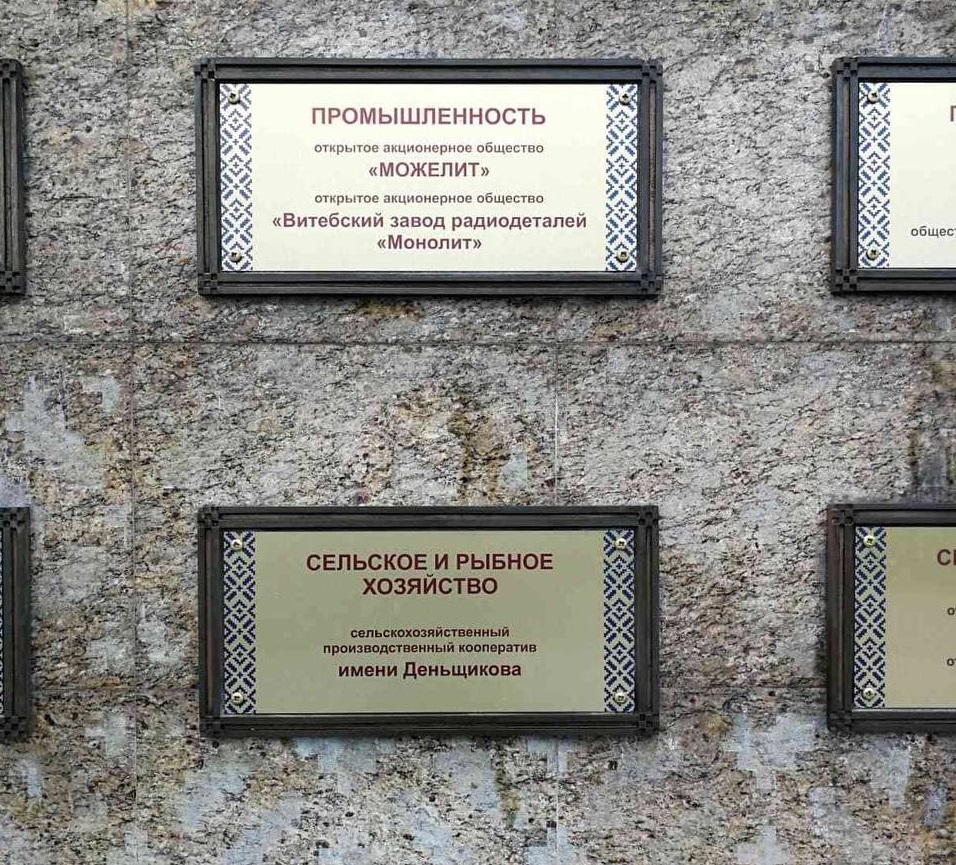 ПРОМЫШЛЕННОСТЬ
открытое акционерное общество
«МОЖЕЛИТ»
открытое акционерное общество
«Витебский завод радиодеталей
«Монолит»
СЕЛЬСКОЕ И РЫБНОЕ
ХОЗЯЙСТВО
сельскохозяйственный
производственный кооператив
имени Деньщикова